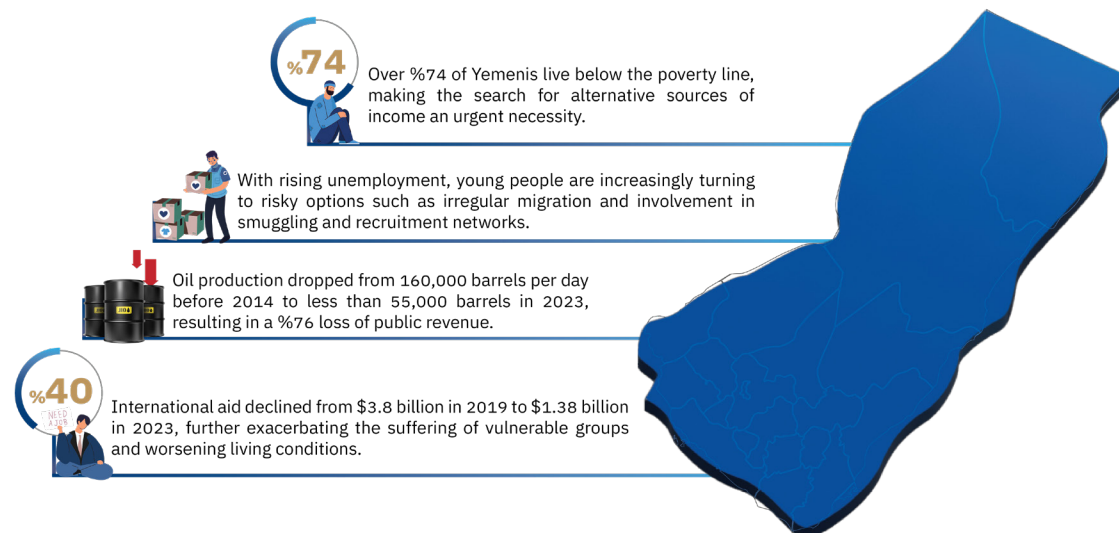 %74
Over %74 of Yemenis live below the poverty line,
making the search for alternative sources of
income an urgent necessity.
With rising unemployment, young people are increasingly turning
to risky options such as irregular migration and involvement in
smuggling and recruitment networks.
Oil production dropped from 160,000 barrels per day
before 2014 to less than 55,000 barrels in 2023,
resulting in a %76 loss of public revenue.
%40
NEED
A JOB
International aid declined from $3.8 billion in 2019 to $1.38 billion
in 2023, further exacerbating the suffering of vulnerable groups
and worsening living conditions.